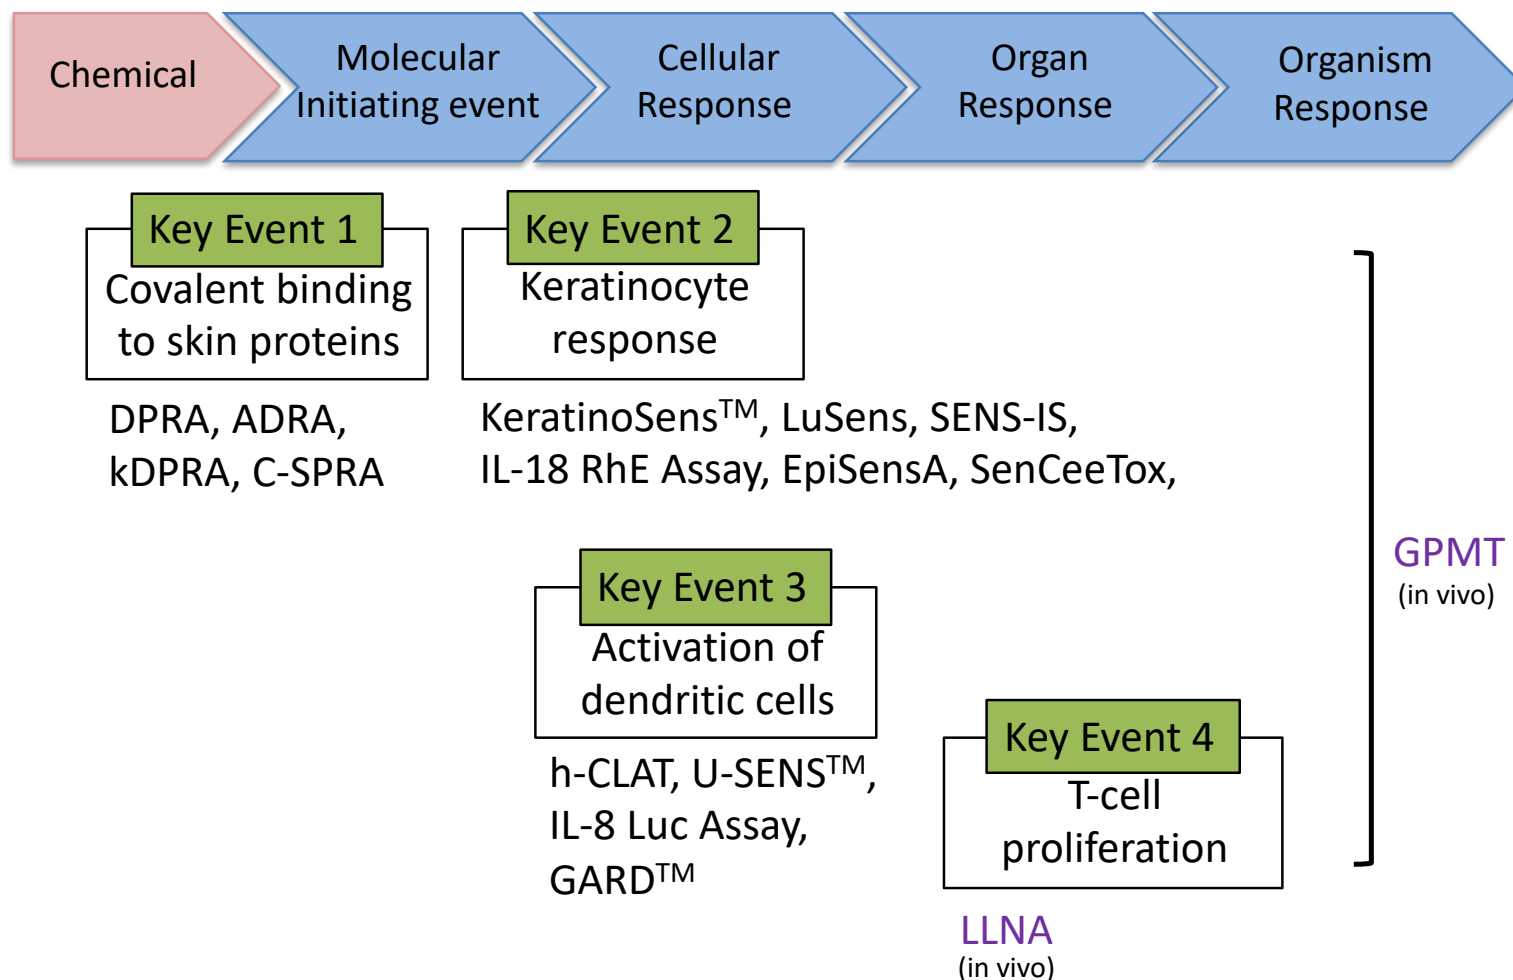 Chemical
Molecular
Initiating event
Cellular
Response
Organ
Response
Organism
Response
Key Event 1
Covalent binding
to skin proteins
DPRA, ADRA,
kDPRA, C-SPRA
Key Event 2
Keratinocyte
response
KeratinoSens™, LuSens, SENS-IS,
IL-18 RhE Assay, EpiSensA, SenCeeTox,
Key Event 3
Activation of
dendritic cells
h-CLAT, U-SENS™,
IL-8 Luc Assay,
GARD™
Key Event 4
T-cell
proliferation
LLNA
(in vivo)
GPMT
(in vivo)